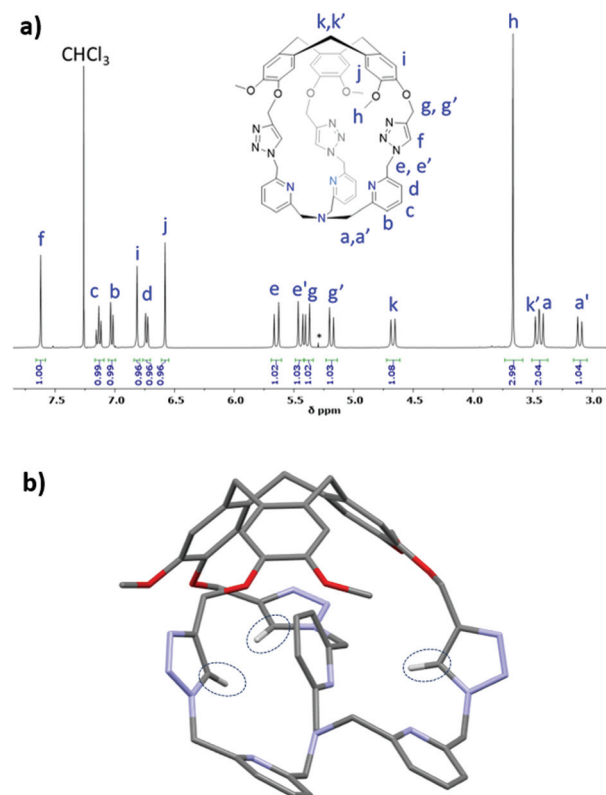 a)
k,k'
h
CHCl3
i
j
g, g'
h
f
e, e'
d
c
b
a,a'
O
O
O
O
O
O
N
N
N
N
N
N
N
N
N
N
N
N
N
f
c
b
i
d
j
e
e'
g
g'
*
k
k'
a
a'
1.00
0.99
0.99
0.96
0.96
0.96
1.02
1.03
1.02
1.03
1.08
2.99
2.04
1.04
7.5 7.0 6.5 6.0 5.5 5.0 4.5 4.0 3.5 3.0
δ ppm
b)